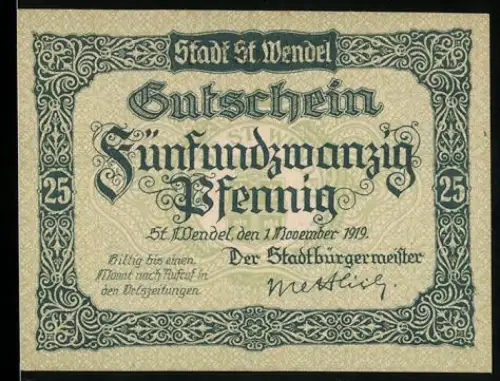 Stadt St. Wendel
Gutschein
Fünfundzwanzig
25 Pfennig 25
St. Wendel, den 1. November 1919.
Der Stadtbürgermeister
Giltig bis einen
Monat nach Aufruf in
den Ortszeitungen.